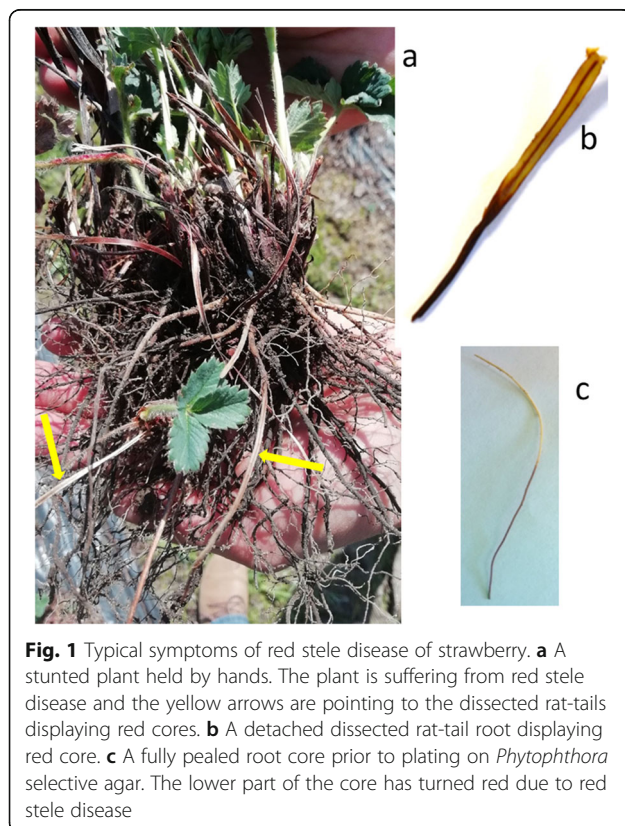 a
b
c
Fig. 1 Typical symptoms of red stele disease of strawberry. a A
stunted plant held by hands. The plant is suffering from red stele
disease and the yellow arrows are pointing to the dissected rat-tails
displaying red cores. b A detached dissected rat-tail root displaying
red core. c A fully pealed root core prior to plating on Phytophthora
selective agar. The lower part of the core has turned red due to red
stele disease